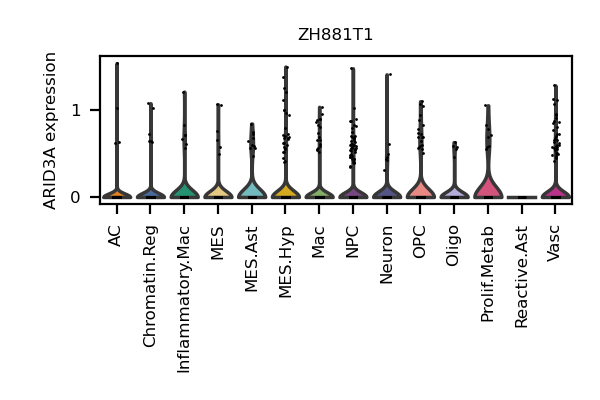 ZH881T1
ARID3A expression
1
0
AC
Chromatin.Reg
Inflammatory.Mac
MES
MES.Ast
MES.Hyp
Mac
NPC
Neuron
OPC
Oligo
Prolif.Metab
Reactive.Ast
Vasc